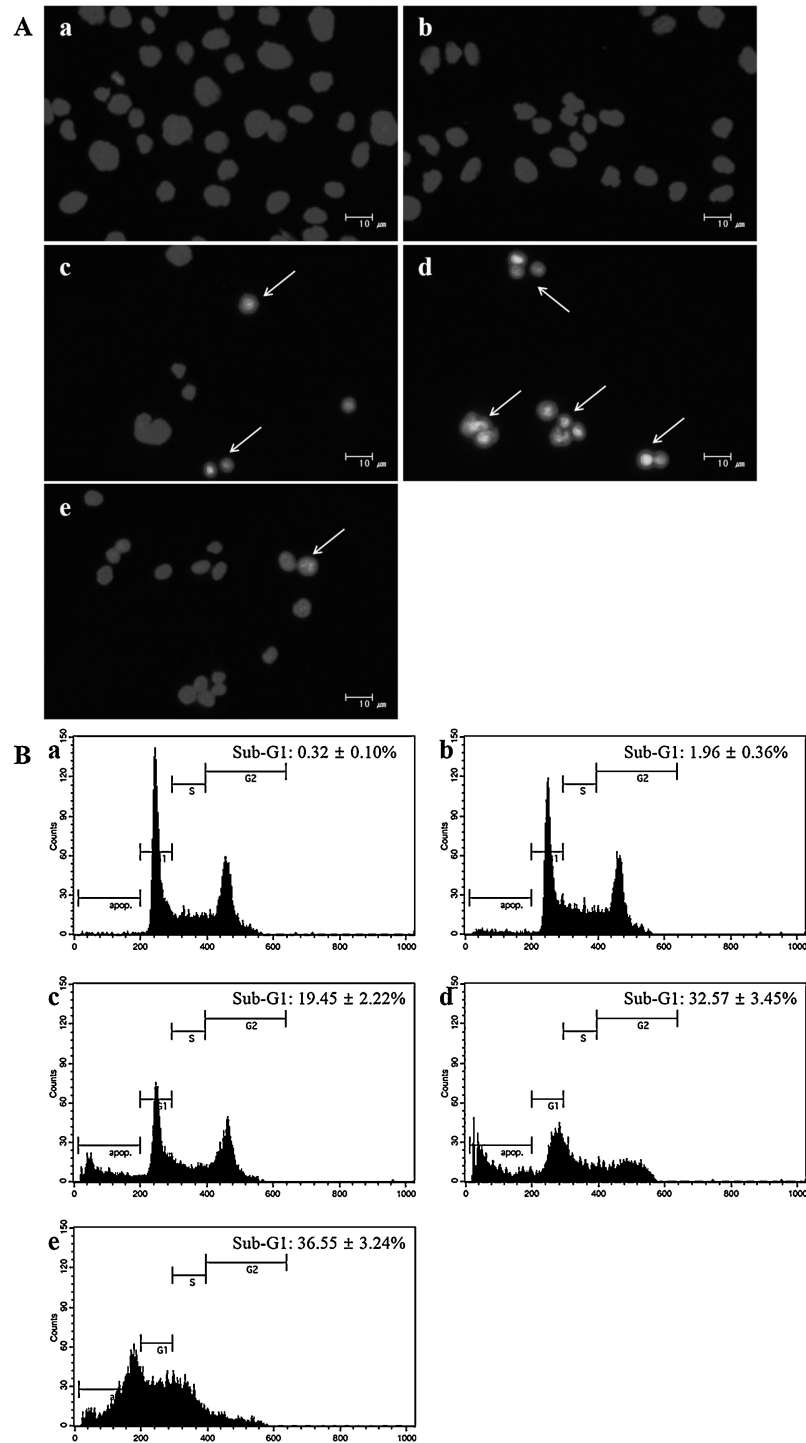 A
a
10 μm
b
10 μm
c
10 μm
d
10 μm
e
10 μm
B
a
Sub-G1: 0.32 ± 0.10%
Counts
150
120
90
60
30
0
apop.
S
G2
0 200 400 600 800 1000
b
Sub-G1: 1.96 ± 0.36%
Counts
150
120
90
60
30
0
apop.
S
G2
0 200 400 600 800 1000
c
Sub-G1: 19.45 ± 2.22%
Counts
150
120
90
60
30
0
apop.
G1
S
G2
0 200 400 600 800 1000
d
Sub-G1: 32.57 ± 3.45%
Counts
150
120
90
60
30
0
apop.
G1
S
G2
0 200 400 600 800 1000
e
Sub-G1: 36.55 ± 3.24%
Counts
150
120
90
60
30
0
G1
S
G2
0 200 400 600 800 1000